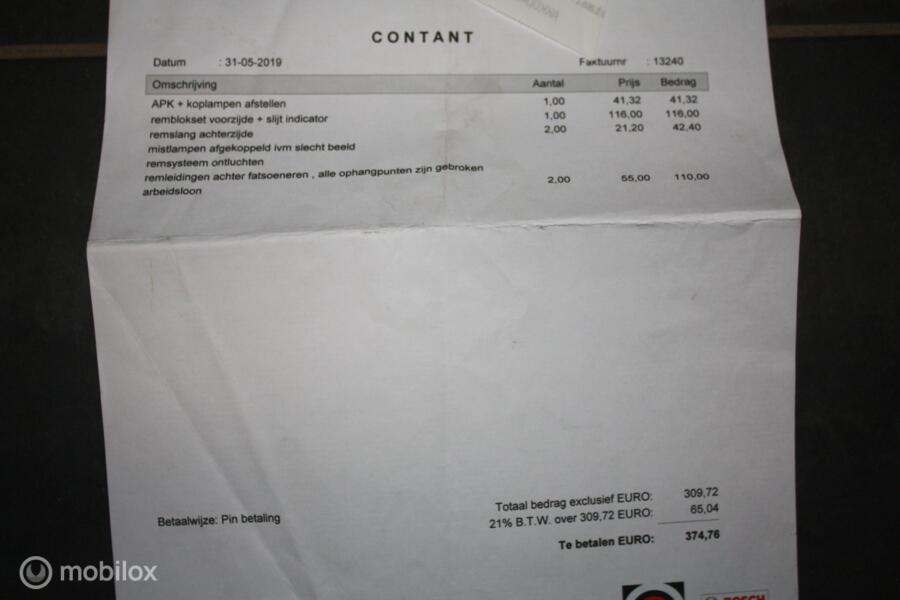 CONTANT
Datum : 31-05-2019 Faktuurnr : 13240
Omschrijving Aantal Prijs Bedrag
APK + koplampen afstellen 1,00 41,32 41,32
remblokset voorzijde + slijt indicator 1,00 116,00 116,00
remslang achterzijde 2,00 21,20 42,40
mistlampen afgekoppeld ivm slecht beeld
remsysteem ontluchten
remleidingen achter fatsoeneren , alle ophangpunten zijn gebroken
arbeidsloon 2,00 55,00 110,00
Totaal bedrag exclusief EURO: 309,72
Betaalwijze: Pin betaling 21% B.T.W. over 309,72 EURO: 65,04
Te betalen EURO: 374,76
BOSCH
mobilox